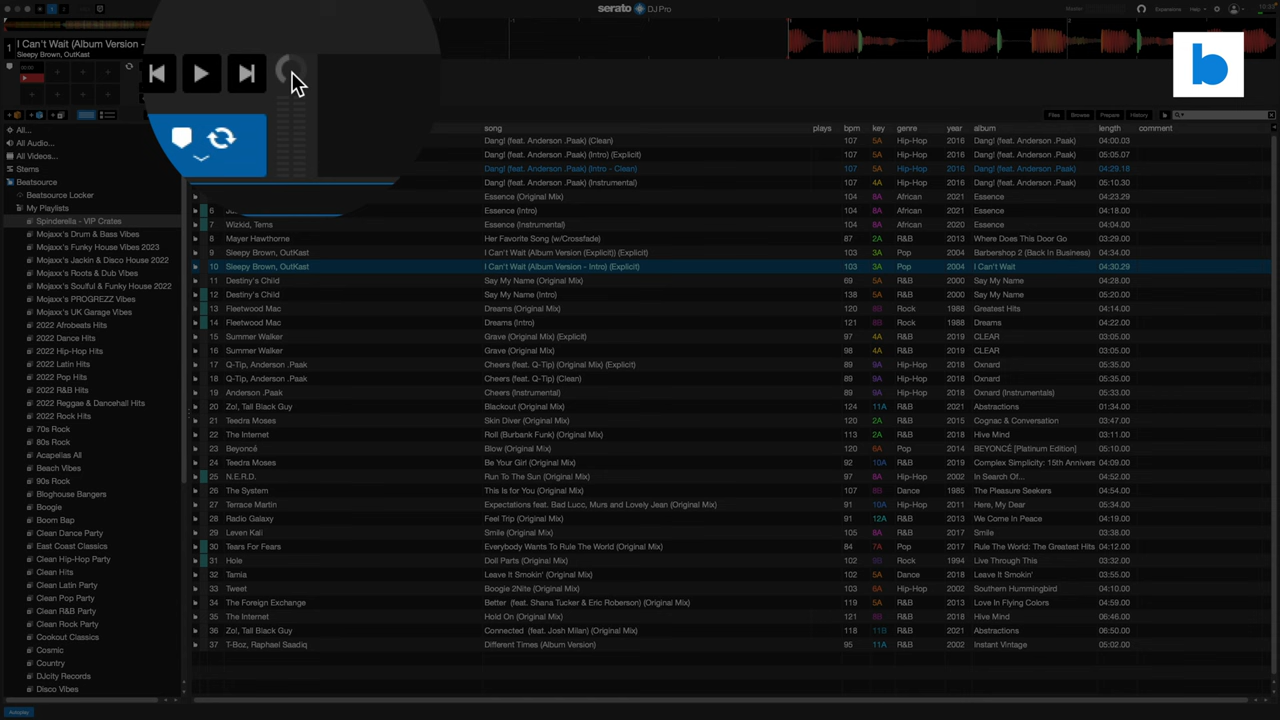 serato DJ Pro
Master
Expansions
Help
10:35
1
I Can't Wait (Album Version -
Sleepy Brown, OutKast
00:00
Files Browse Prepare History
song plays bpm key genre year album length comment
All...
All Audio...
All Videos...
Stems
Beatsource
Beatsource Locker
My Playlists
Spinderella - VIP Crates
Mojaxx's Drum & Bass Vibes
Mojaxx's Funky House Vibes 2023
Mojaxx's Jackin & Disco House 2022
Mojaxx's Roots & Dub Vibes
Mojaxx's Soulful & Funky House 2022
Mojaxx's PROGREZZ Vibes
Mojaxx's UK Garage Vibes
2022 Afrobeats Hits
2022 Dance Hits
2022 Hip-Hop Hits
2022 Latin Hits
2022 Pop Hits
2022 R&B Hits
2022 Reggae & Dancehall Hits
2022 Rock Hits
70s Rock
80s Rock
Acapellas All
Beach Vibes
90s Rock
Bloghouse Bangers
Boogie
Boom Bap
Clean Dance Party
East Coast Classics
Clean Hip-Hop Party
Clean Hits
Clean Latin Party
Clean Pop Party
Clean R&B Party
Clean Rock Party
Cookout Classics
Cosmic
Country
DJcity Records
Disco Vibes
Dang! (feat. Anderson .Paak) (Clean) 107 5A Hip-Hop 2016 Dang! (feat. Anderson .Paak) 04:00.03
Dang! (feat. Anderson .Paak) (Intro) (Explicit) 107 5A Hip-Hop 2016 Dang! (feat. Anderson .Paak) 05:05.07
Dang! (feat. Anderson .Paak) (Intro - Clean) 107 5A Hip-Hop 2016 Dang! (feat. Anderson .Paak) 04:29.18
Dang! (feat. Anderson .Paak) (Instrumental) 107 4A Hip-Hop 2016 Dang! (feat. Anderson .Paak) 05:10.30
Essence (Original Mix) 104 8A African 2021 Essence 04:23.29
6 Essence (Intro) 104 8A African 2021 Essence 04:18.00
7 Wizkid, Tems Essence (Instrumental) 104 8A African 2020 Essence 04:04.00
8 Mayer Hawthorne Her Favorite Song (w/Crossfade) 87 2A R&B 2013 Where Does This Door Go 03:29.00
9 Sleepy Brown, OutKast I Can't Wait (Album Version (Explicit)) (Explicit) 103 3A Pop 2004 Barbershop 2 (Back In Business) 04:34.30
10 Sleepy Brown, OutKast I Can't Wait (Album Version - Intro) (Explicit) 103 3A Pop 2004 I Can't Wait 04:30.29
11 Destiny's Child Say My Name (Original Mix) 69 5A R&B 2000 Say My Name 04:28.00
12 Destiny's Child Say My Name (Intro) 138 5A R&B 2000 Say My Name 05:20.00
13 Fleetwood Mac Dreams (Original Mix) 120 8B Rock 1988 Greatest Hits 04:14.00
14 Fleetwood Mac Dreams (Intro) 121 8B Rock 1988 Dreams 04:22.00
15 Summer Walker Grave (Original Mix) (Explicit) 97 4A R&B 2018 CLEAR 03:05.00
16 Summer Walker Grave (Original Mix) 98 4A R&B 2018 CLEAR 03:05.00
17 Q-Tip, Anderson .Paak Cheers (feat. Q-Tip) (Explicit) 89 9A Hip-Hop 2018 Oxnard 05:35.00
18 Q-Tip, Anderson .Paak Cheers (feat. Q-Tip) (Clean) 89 9A Hip-Hop 2018 Oxnard 05:35.00
19 Anderson .Paak Cheers (Instrumental) 89 9A Hip-Hop 2018 Oxnard (Instrumentals) 05:35.00
20 Zo!, Tall Black Guy Blackout (Original Mix) 124 11A R&B 2021 Abstractions 01:34.00
21 Teedra Moses Skin Diver (Original Mix) 120 2A R&B 2015 Cognac & Conversation 03:47.00
22 The Internet Roll (Burbank Funk) (Original Mix) 113 2A R&B 2018 Hive Mind 03:11.00
23 Beyoncé Blow (Original Mix) 120 6A Pop 2014 BEYONCÉ [Platinum Edition] 05:10.00
24 Teedra Moses Be Your Girl (Original Mix) 92 10A R&B 2019 Complex Simplicity: 15th Annivers 04:23.00
25 N.E.R.D. Run To The Sun (Original Mix) 97 8A Hip-Hop 2001 In Search Of... 04:52.00
26 The System This is For You (Original Mix) 107 8B Dance 1985 The Pleasure Seekers 04:54.00
27 Terrace Martin Expectations feat. Bad Lucc, Murs and Lovely Jean (Original Mix) 91 10A Hip-Hop 2011 Here, My Dear 03:54.00
28 Radio Galaxy Feel Trip (Original Mix) 91 12A R&B 2018 We Come In Peace 04:19.00
29 Leven Kali Smile (Original Mix) 105 8A R&B 2017 Smile 03:38.00
30 Tears For Fears Everybody Wants To Rule The World (Original Mix) 84 7A Pop 2017 Rule The World: The Greatest Hits 04:12.00
31 Hole Doll Parts (Original Mix) 102 9B Rock 1994 Live Through This 03:32.00
32 Tamia Leave It Smokin' (Original Mix) 102 5A Dance 2018 Leave It Smokin' 03:55.00
33 Tweet Boogie 2Nite (Original Mix) 103 6A Hip-Hop 2002 Southern Hummingbird 04:10.00
34 The Foreign Exchange Better (feat. Shana Tucker & Eric Roberson) (Original Mix) 119 5A R&B 2018 Love In Flying Colors 04:59.00
35 The Internet Hold On (Original Mix) 121 8B R&B 2018 Hive Mind 06:46.00
36 Zo!, Tall Black Guy Connected (feat. Josh Milan) (Original Mix) 118 11B R&B 2021 Abstractions 06:50.00
37 T-Boz, Raphael Saadiq Different Times (Album Version) 95 11A R&B 2002 Instant Vintage 05:02.00
Autoplay
b